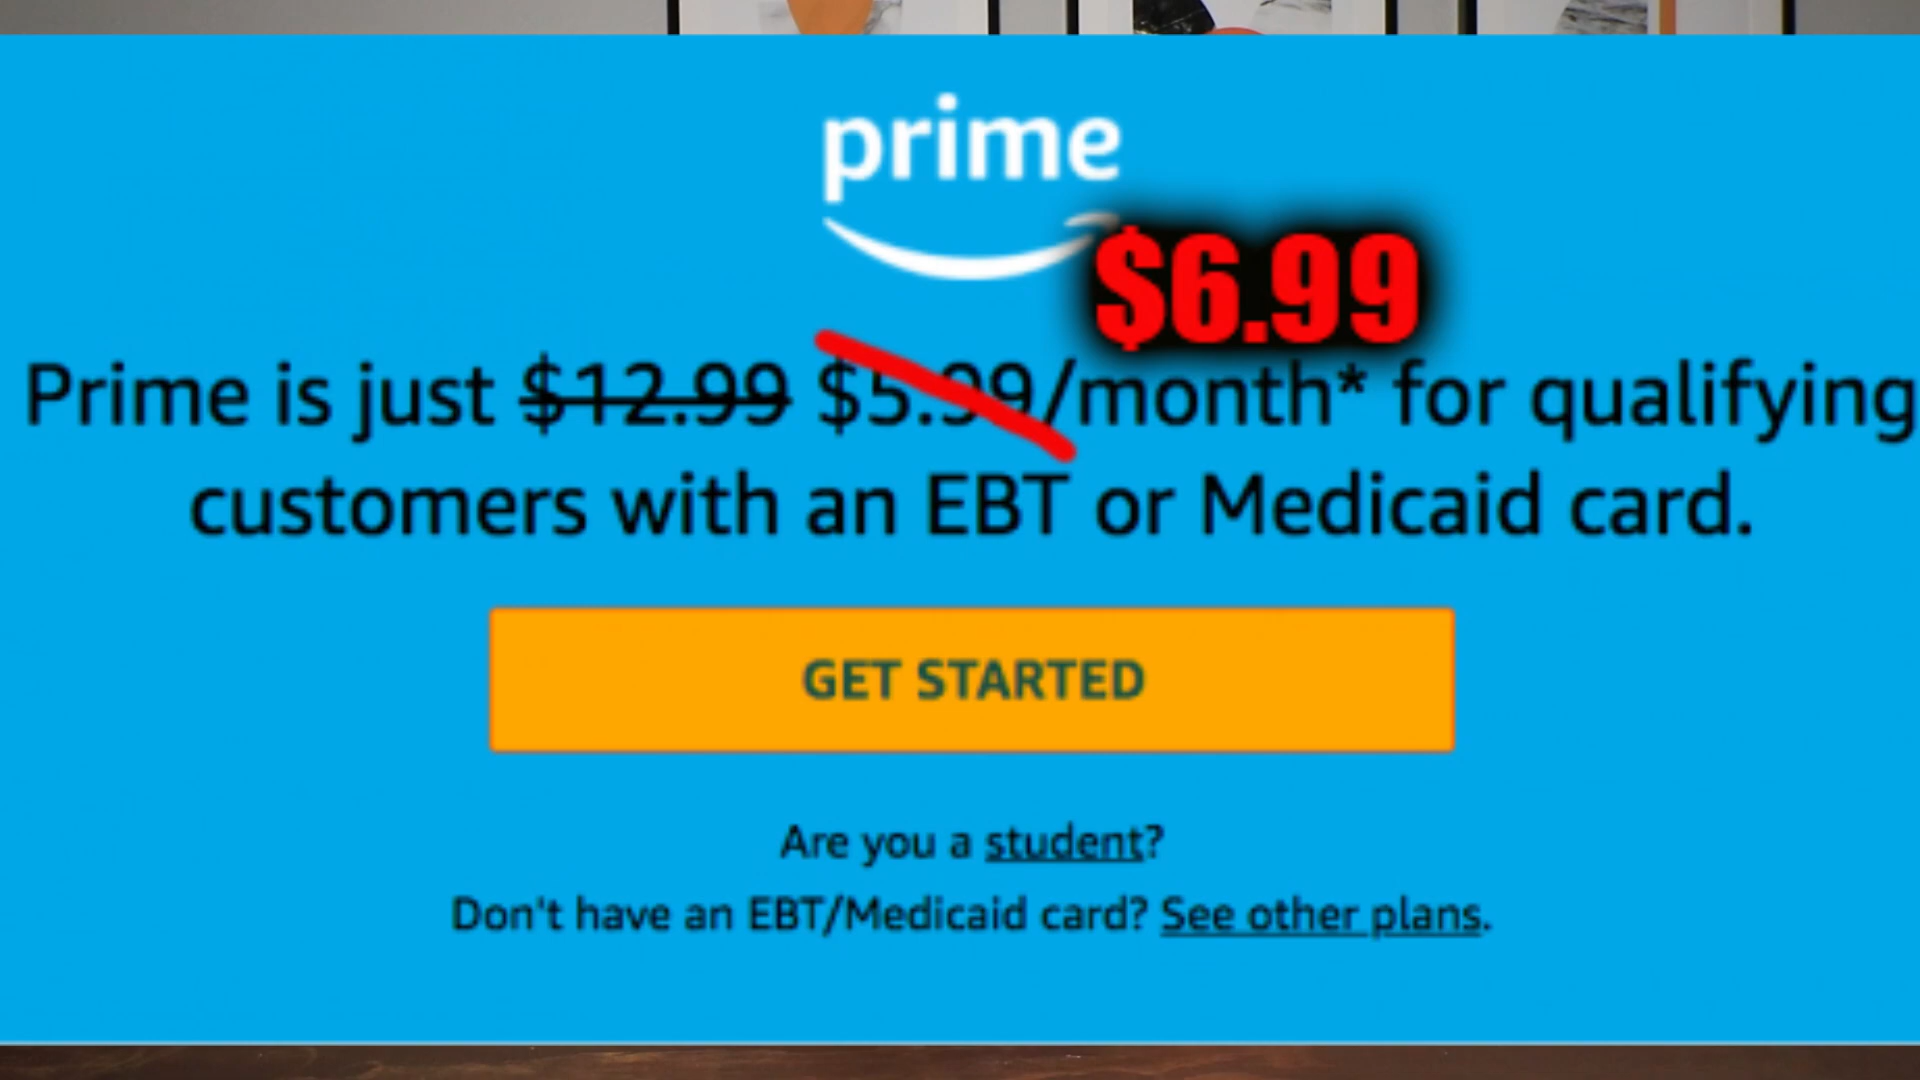 prime
$6.99
Prime is just $12.99 $5.99/month* for qualifying
customers with an EBT or Medicaid card.
GET STARTED
Are you a student?
Don't have an EBT/Medicaid card? See other plans.